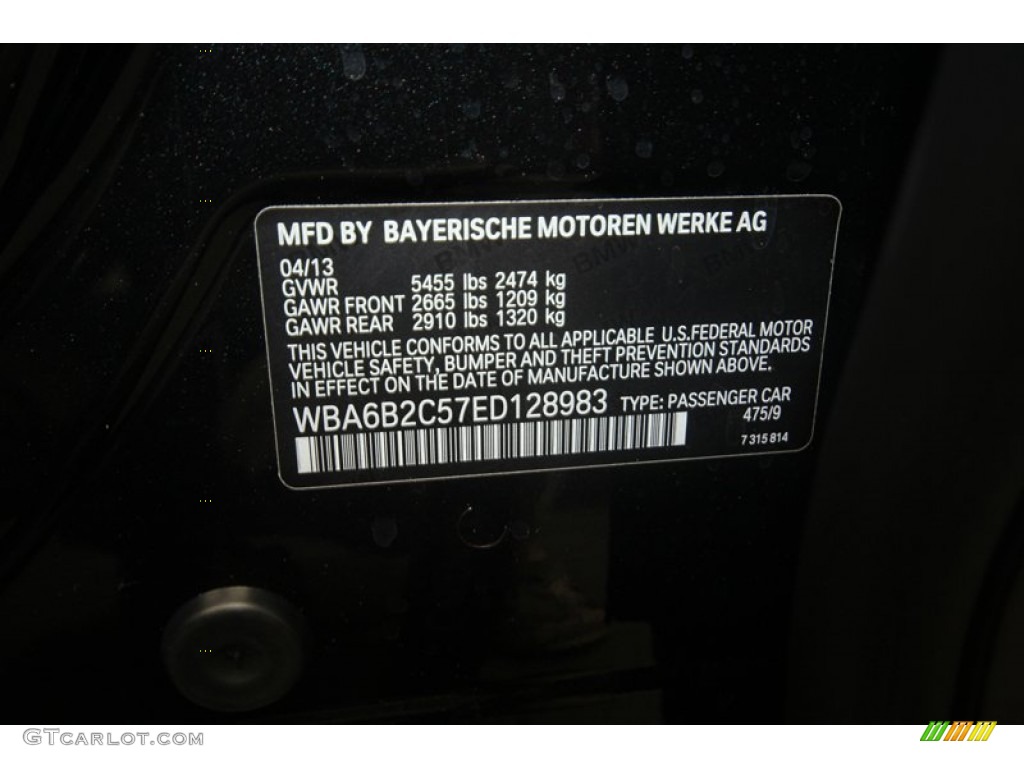 MFD BY BAYERISCHE MOTOREN WERKE AG
04/13
GVWR 5455 lbs 2474 kg
GAWR FRONT 2665 lbs 1209 kg
GAWR REAR 2910 lbs 1320 kg
THIS VEHICLE CONFORMS TO ALL APPLICABLE U.S.FEDERAL MOTOR
VEHICLE SAFETY, BUMPER AND THEFT PREVENTION STANDARDS
IN EFFECT ON THE DATE OF MANUFACTURE SHOWN ABOVE.
WBA6B2C57ED128983 TYPE: PASSENGER CAR
475/9
7 315 814
GTCARLOT.COM